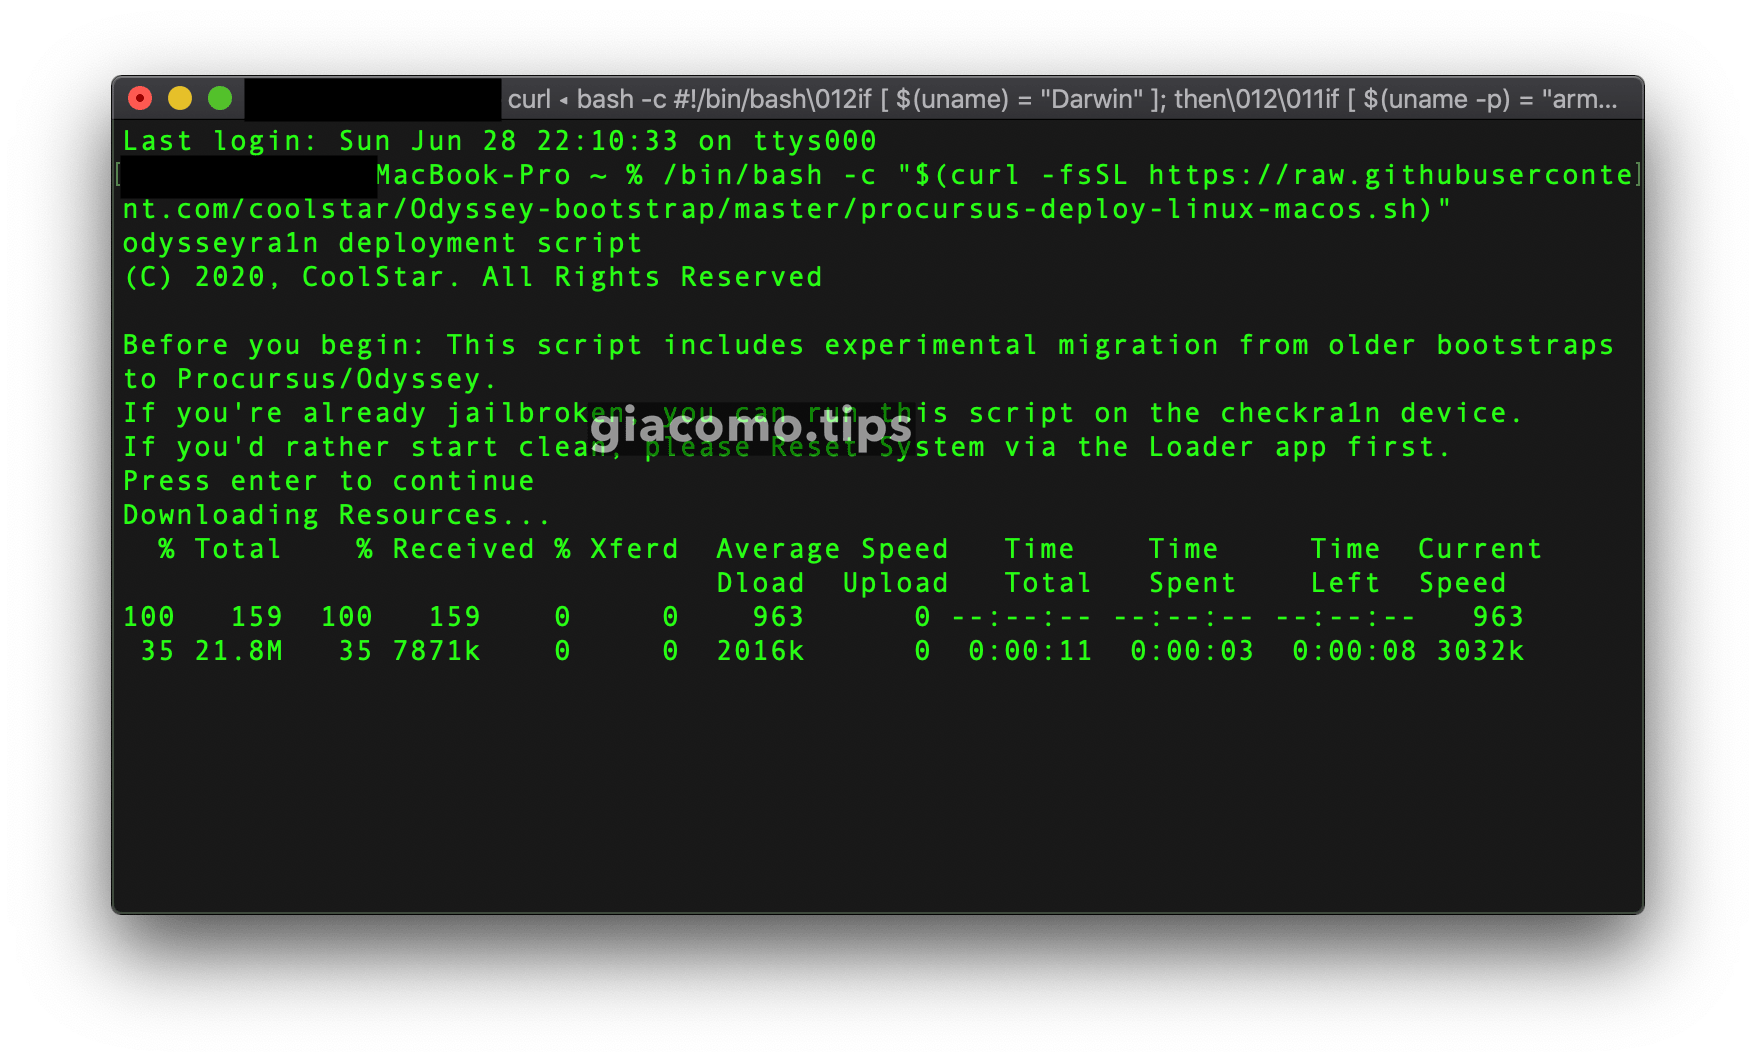 curl ◂ bash -c #!/bin/bash\012if [ $(uname) = "Darwin" ]; then\012\011if [ $(uname -p) = "arm...
Last login: Sun Jun 28 22:10:33 on ttys000
MacBook-Pro ~ % /bin/bash -c "$(curl -fsSL https://raw.githubuserconte
nt.com/coolstar/Odyssey-bootstrap/master/procursus-deploy-linux-macos.sh)"
odysseyra1n deployment script
(C) 2020, CoolStar. All Rights Reserved
Before you begin: This script includes experimental migration from older bootstraps
to Procursus/Odyssey.
If you're already jailbroken, you can run this script on the checkra1n device.
giacomo.tips
If you'd rather start clean, please Reset System via the Loader app first.
Press enter to continue
Downloading Resources...
% Total % Received % Xferd Average Speed Time Time Time Current
Dload Upload Total Spent Left Speed
100 159 100 159 0 0 963 0 --:--:-- --:--:-- --:--:-- 963
35 21.8M 35 7871k 0 0 2016k 0 0:00:11 0:00:03 0:00:08 3032k